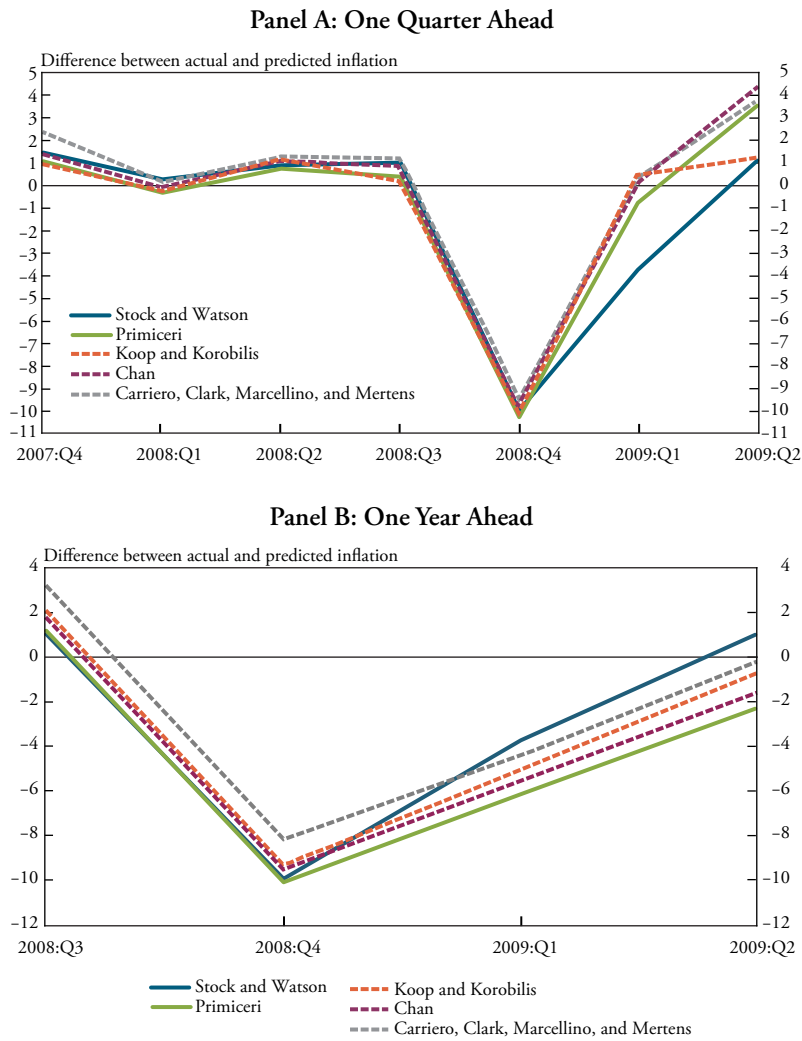 Panel A: One Quarter Ahead
Difference between actual and predicted inflation
5 5
4 4
3 3
2 2
1 1
0 0
–1 –1
–2 –2
–3 –3
–4 –4
–5 –5
–6 –6
–7 –7
–8 –8
–9 –9
–10 –10
–11 –11
Stock and Watson
Primiceri
Koop and Korobilis
Chan
Carriero, Clark, Marcellino, and Mertens
2007:Q4 2008:Q1 2008:Q2 2008:Q3 2008:Q4 2009:Q1 2009:Q2
Panel B: One Year Ahead
Difference between actual and predicted inflation
4 4
2 2
0 0
–2 –2
–4 –4
–6 –6
–8 –8
–10 –10
–12 –12
2008:Q3 2008:Q4 2009:Q1 2009:Q2
Stock and Watson
Primiceri
Koop and Korobilis
Chan
Carriero, Clark, Marcellino, and Mertens